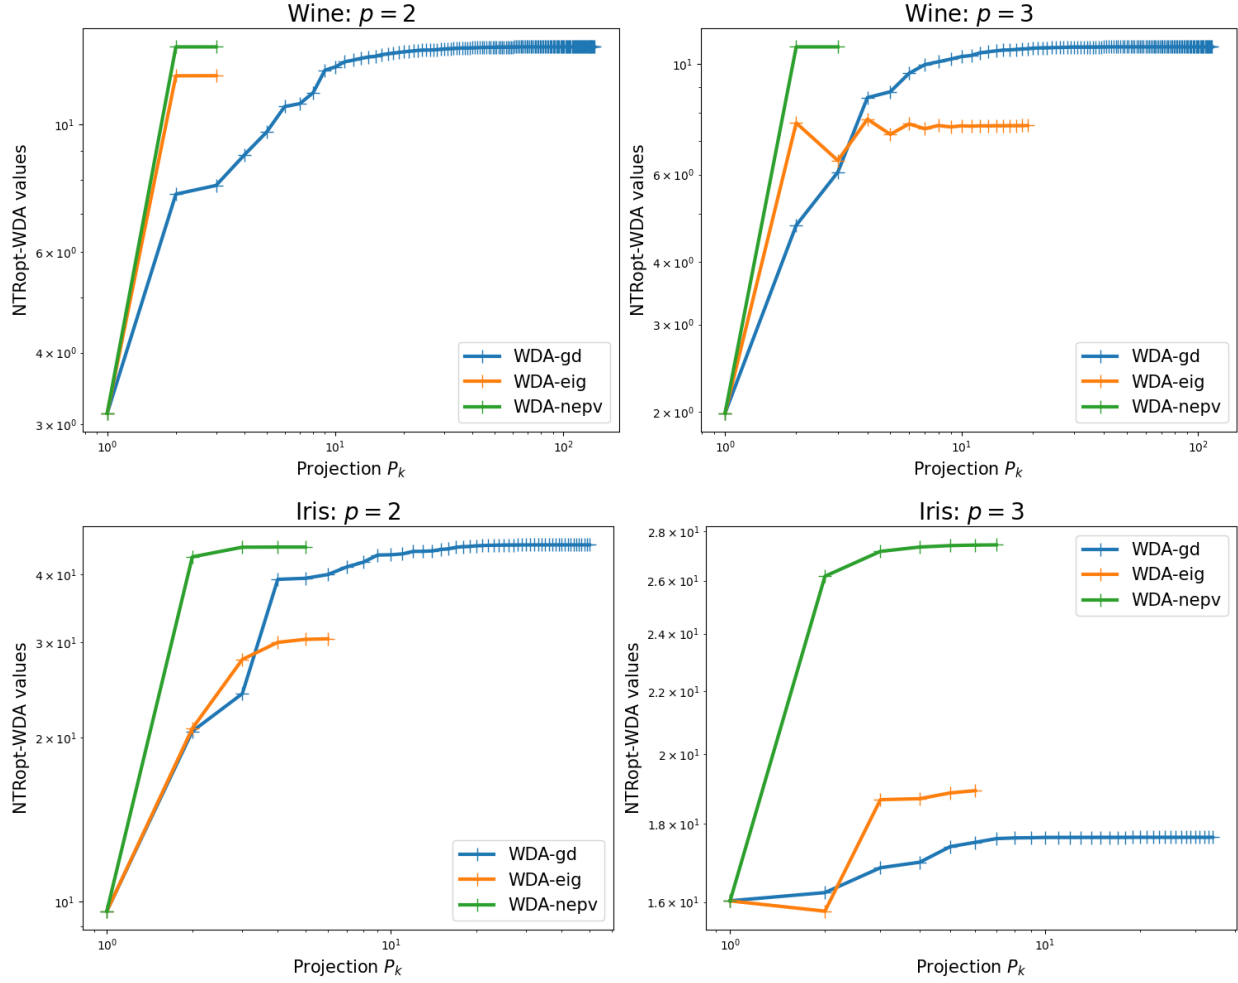 Wine: p = 2
NTRopt-WDA values
10¹
6 × 10⁰
4 × 10⁰
3 × 10⁰
10⁰
10¹
10²
Projection Pₖ
WDA-gd
WDA-eig
WDA-nepv
Wine: p = 3
NTRopt-WDA values
10¹
6 × 10⁰
4 × 10⁰
3 × 10⁰
2 × 10⁰
10⁰
10¹
10²
Projection Pₖ
WDA-gd
WDA-eig
WDA-nepv
Iris: p = 2
NTRopt-WDA values
4 × 10¹
3 × 10¹
2 × 10¹
10¹
10⁰
10¹
Projection Pₖ
WDA-gd
WDA-eig
WDA-nepv
Iris: p = 3
NTRopt-WDA values
2.8 × 10¹
2.6 × 10¹
2.4 × 10¹
2.2 × 10¹
2 × 10¹
1.8 × 10¹
1.6 × 10¹
10⁰
10¹
Projection Pₖ
WDA-gd
WDA-eig
WDA-nepv